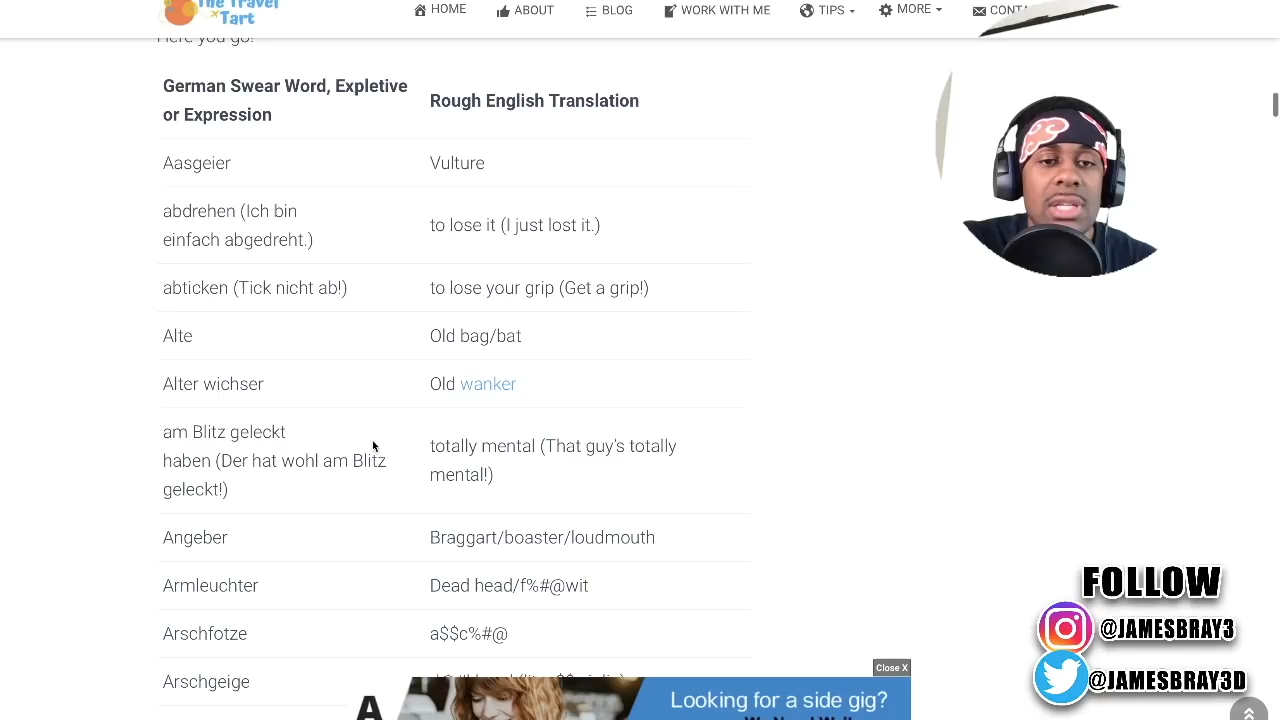 The Travel
Tart
HOME
ABOUT
BLOG
WORK WITH ME
TIPS
MORE
Here you go!
German Swear Word, Expletive
or Expression
Rough English Translation
Aasgeier
Vulture
abdrehen (Ich bin
einfach abgedreht.)
to lose it (I just lost it.)
abticken (Tick nicht ab!)
to lose your grip (Get a grip!)
Alte
Old bag/bat
Alter wichser
Old wanker
am Blitz geleckt
haben (Der hat wohl am Blitz
geleckt!)
totally mental (That guy's totally
mental!)
Angeber
Braggart/boaster/loudmouth
Armleuchter
Dead head/f%#@wit
Arschfotze
a$$c%#@
Arschgeige
Close X
A
Looking for a side gig?
FOLLOW
@JAMESBRAY3
@JAMESBRAY3D